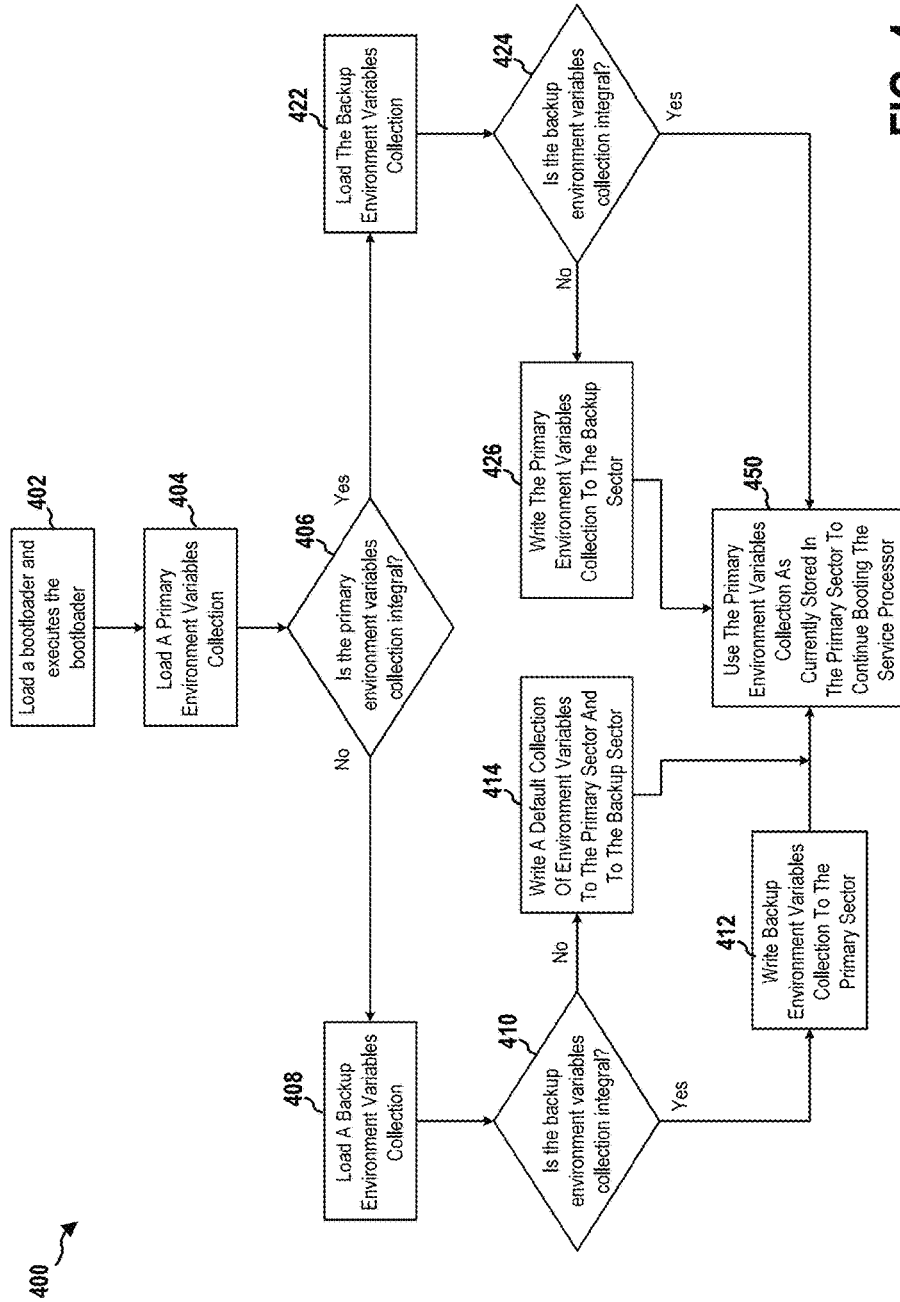 400
402
Load a bootloader and
executes the
bootloader
404
Load A Primary
Environment Variables
Collection
406
Is the primary
environment variables
collection integral?
No
Yes
408
Load A Backup
Environment Variables
Collection
422
Load The Backup
Environment Variables
Collection
410
Is the backup
environment variables
collection integral?
No
Yes
424
Is the backup
environment variables
collection integral?
No
Yes
414
Write A Default Collection
Of Environment Variables
To The Primary Sector And
To The Backup Sector
426
Write The Primary
Environment Variables
Collection To The Backup
Sector
412
Write Backup
Environment Variables
Collection To The
Primary Sector
450
Use The Primary
Environment Variables
Collection As
Currently Stored In
The Primary Sector To
Continue Booting The
Service Processor